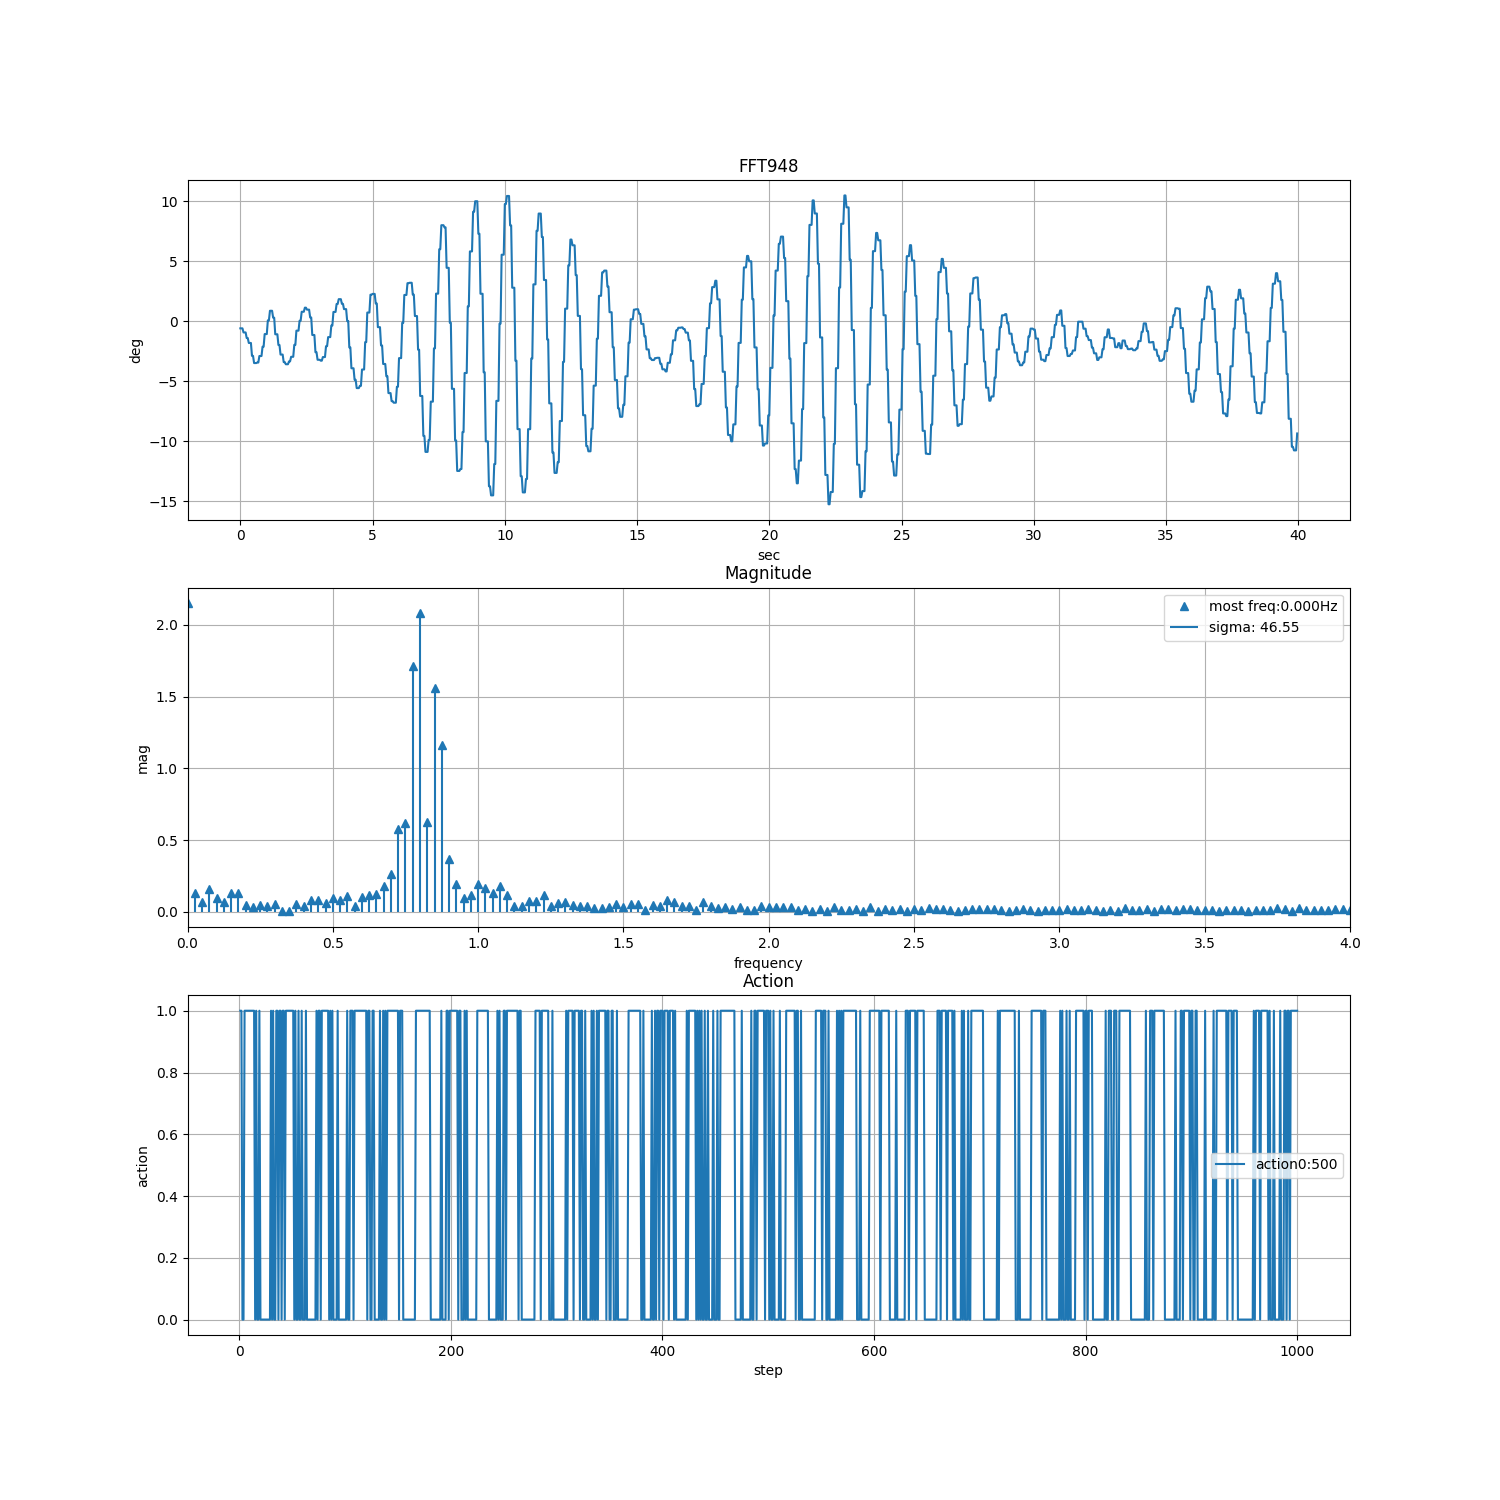 FFT948
10
5
0
−5
−10
−15
deg
0 5 10 15 20 25 30 35 40
sec
Magnitude
most freq:0.000Hz
sigma: 46.55
2.0
1.5
1.0
0.5
0.0
mag
0.0 0.5 1.0 1.5 2.0 2.5 3.0 3.5 4.0
frequency
Action
1.0
0.8
0.6
0.4
0.2
0.0
action
action0:500
0 200 400 600 800 1000
step